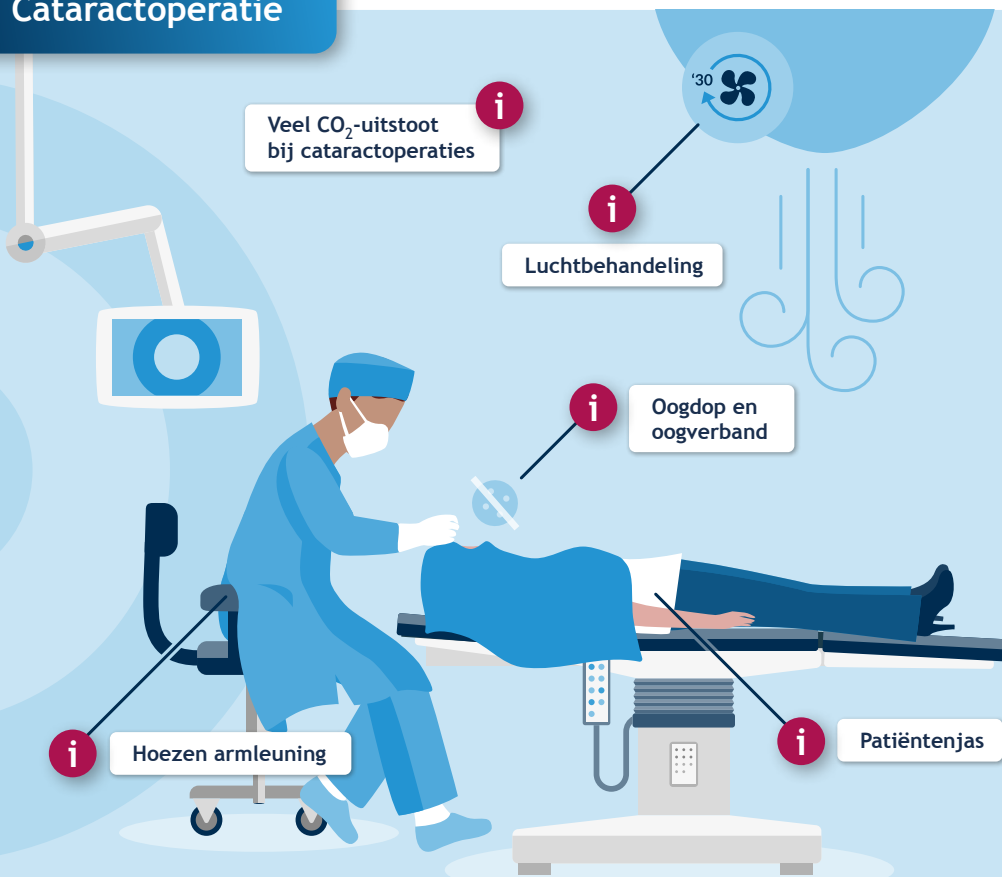 Cataractoperatie
'30
Veel CO₂-uitstoot
bij cataractoperaties
i
i
Luchtbehandeling
i
Oogdop en
oogverband
i
Hoezen armleuning
i
Patiëntenjas